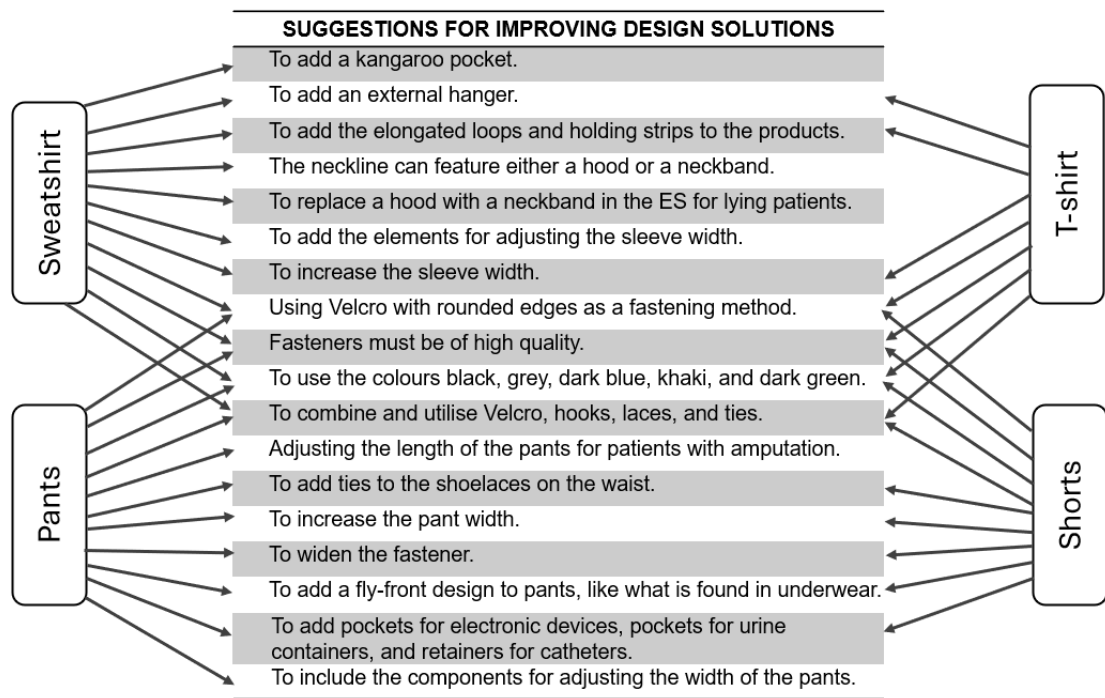 SUGGESTIONS FOR IMPROVING DESIGN SOLUTIONS
To add a kangaroo pocket.
To add an external hanger.
To add the elongated loops and holding strips to the products.
The neckline can feature either a hood or a neckband.
To replace a hood with a neckband in the ES for lying patients.
To add the elements for adjusting the sleeve width.
To increase the sleeve width.
Using Velcro with rounded edges as a fastening method.
Fasteners must be of high quality.
To use the colours black, grey, dark blue, khaki, and dark green.
To combine and utilise Velcro, hooks, laces, and ties.
Adjusting the length of the pants for patients with amputation.
To add ties to the shoelaces on the waist.
To increase the pant width.
To widen the fastener.
To add a fly-front design to pants, like what is found in underwear.
To add pockets for electronic devices, pockets for urine
containers, and retainers for catheters.
To include the components for adjusting the width of the pants.
Sweatshirt
Pants
T-shirt
Shorts